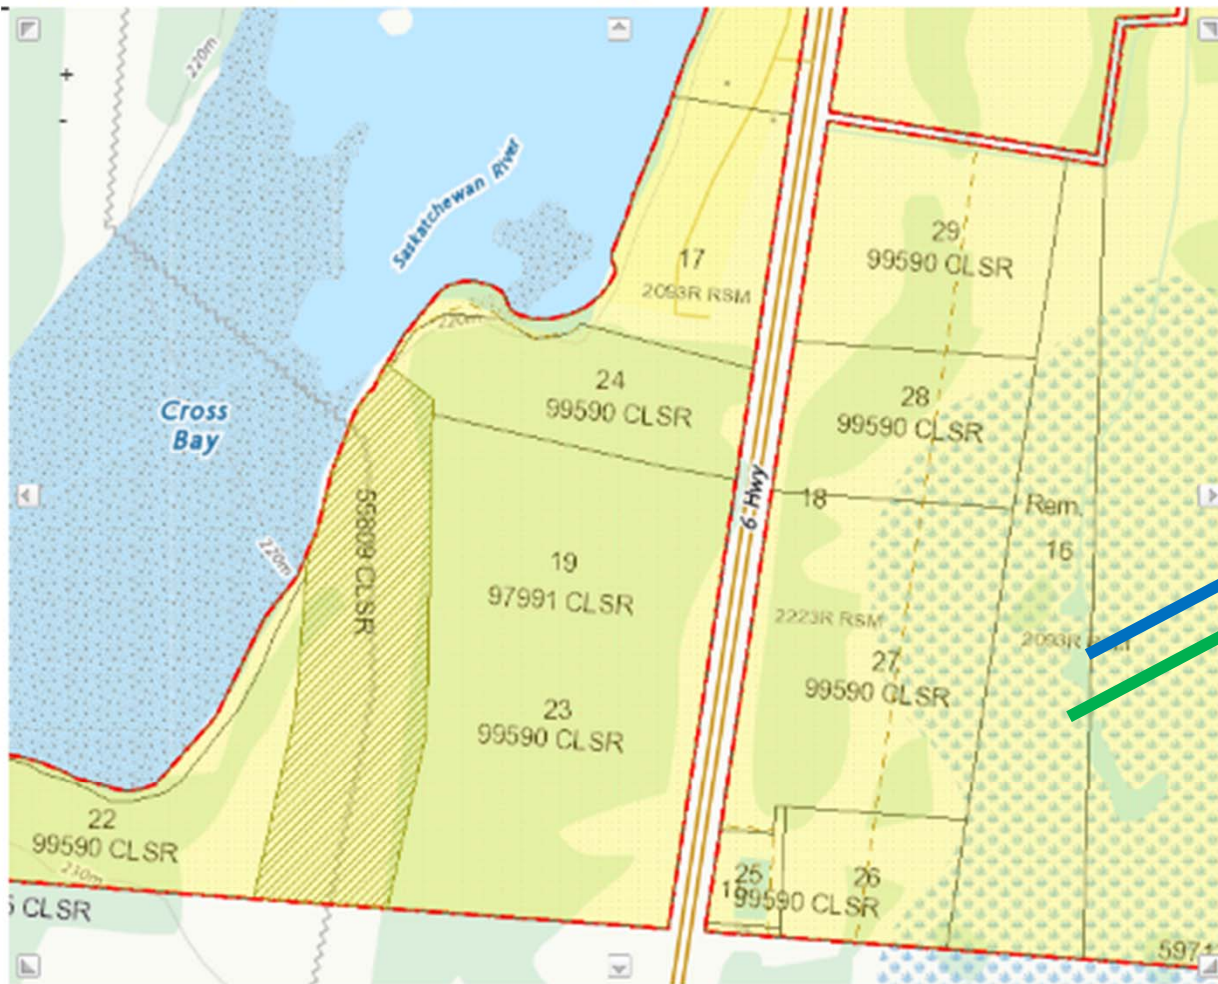 +
-
220m
Saskatchewan River
17
2093R RSM
29
99590 CLSR
220m
24
99590 CLSR
28
99590 CLSR
Cross
Bay
6 Hwy
18
Rem.
16
55809 CLSR
220m
19
97991 CLSR
2223R RSM
2093R
27
99590 CLSR
23
99590 CLSR
22
99590 CLSR
230m
25
26
99590 CLSR
5 CLSR